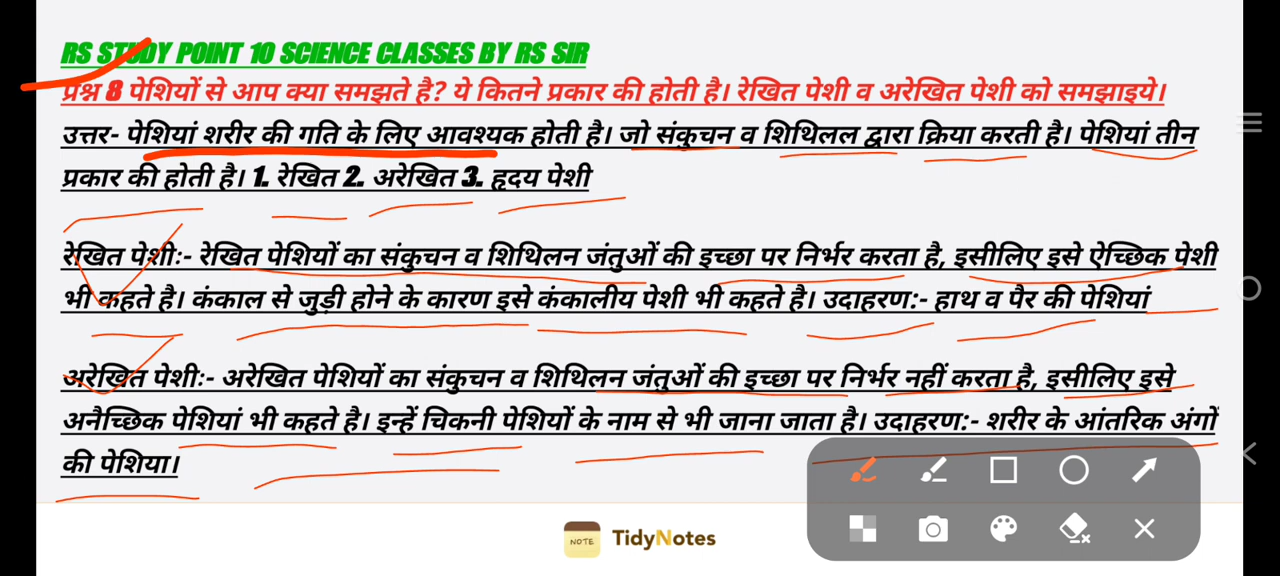 RS STUDY POINT 10 SCIENCE CLASSES BY RS SIR
प्रश्न 8 पेशियों से आप क्या समझते है? ये कितने प्रकार की होती है। रेखित पेशी व अरेखित पेशी को समझाइये।
उत्तर- पेशियां शरीर की गति के लिए आवश्यक होती है। जो संकुचन व शिथिलल द्वारा क्रिया करती है। पेशियां तीन
प्रकार की होती है। 1. रेखित 2. अरेखित 3. हृदय पेशी
रेखित पेशीः- रेखित पेशियों का संकुचन व शिथिलन जंतुओं की इच्छा पर निर्भर करता है, इसीलिए इसे ऐच्छिक पेशी
भी कहते है। कंकाल से जुड़ी होने के कारण इसे कंकालीय पेशी भी कहते है। उदाहरणः- हाथ व पैर की पेशियां
अरेखित पेशीः- अरेखित पेशियों का संकुचन व शिथिलन जंतुओं की इच्छा पर निर्भर नहीं करता है, इसीलिए इसे
अनैच्छिक पेशियां भी कहते है। इन्हें चिकनी पेशियों के नाम से भी जाना जाता है। उदाहरणः- शरीर के आंतरिक अंगों
की पेशिया।
NOTE TidyNotes